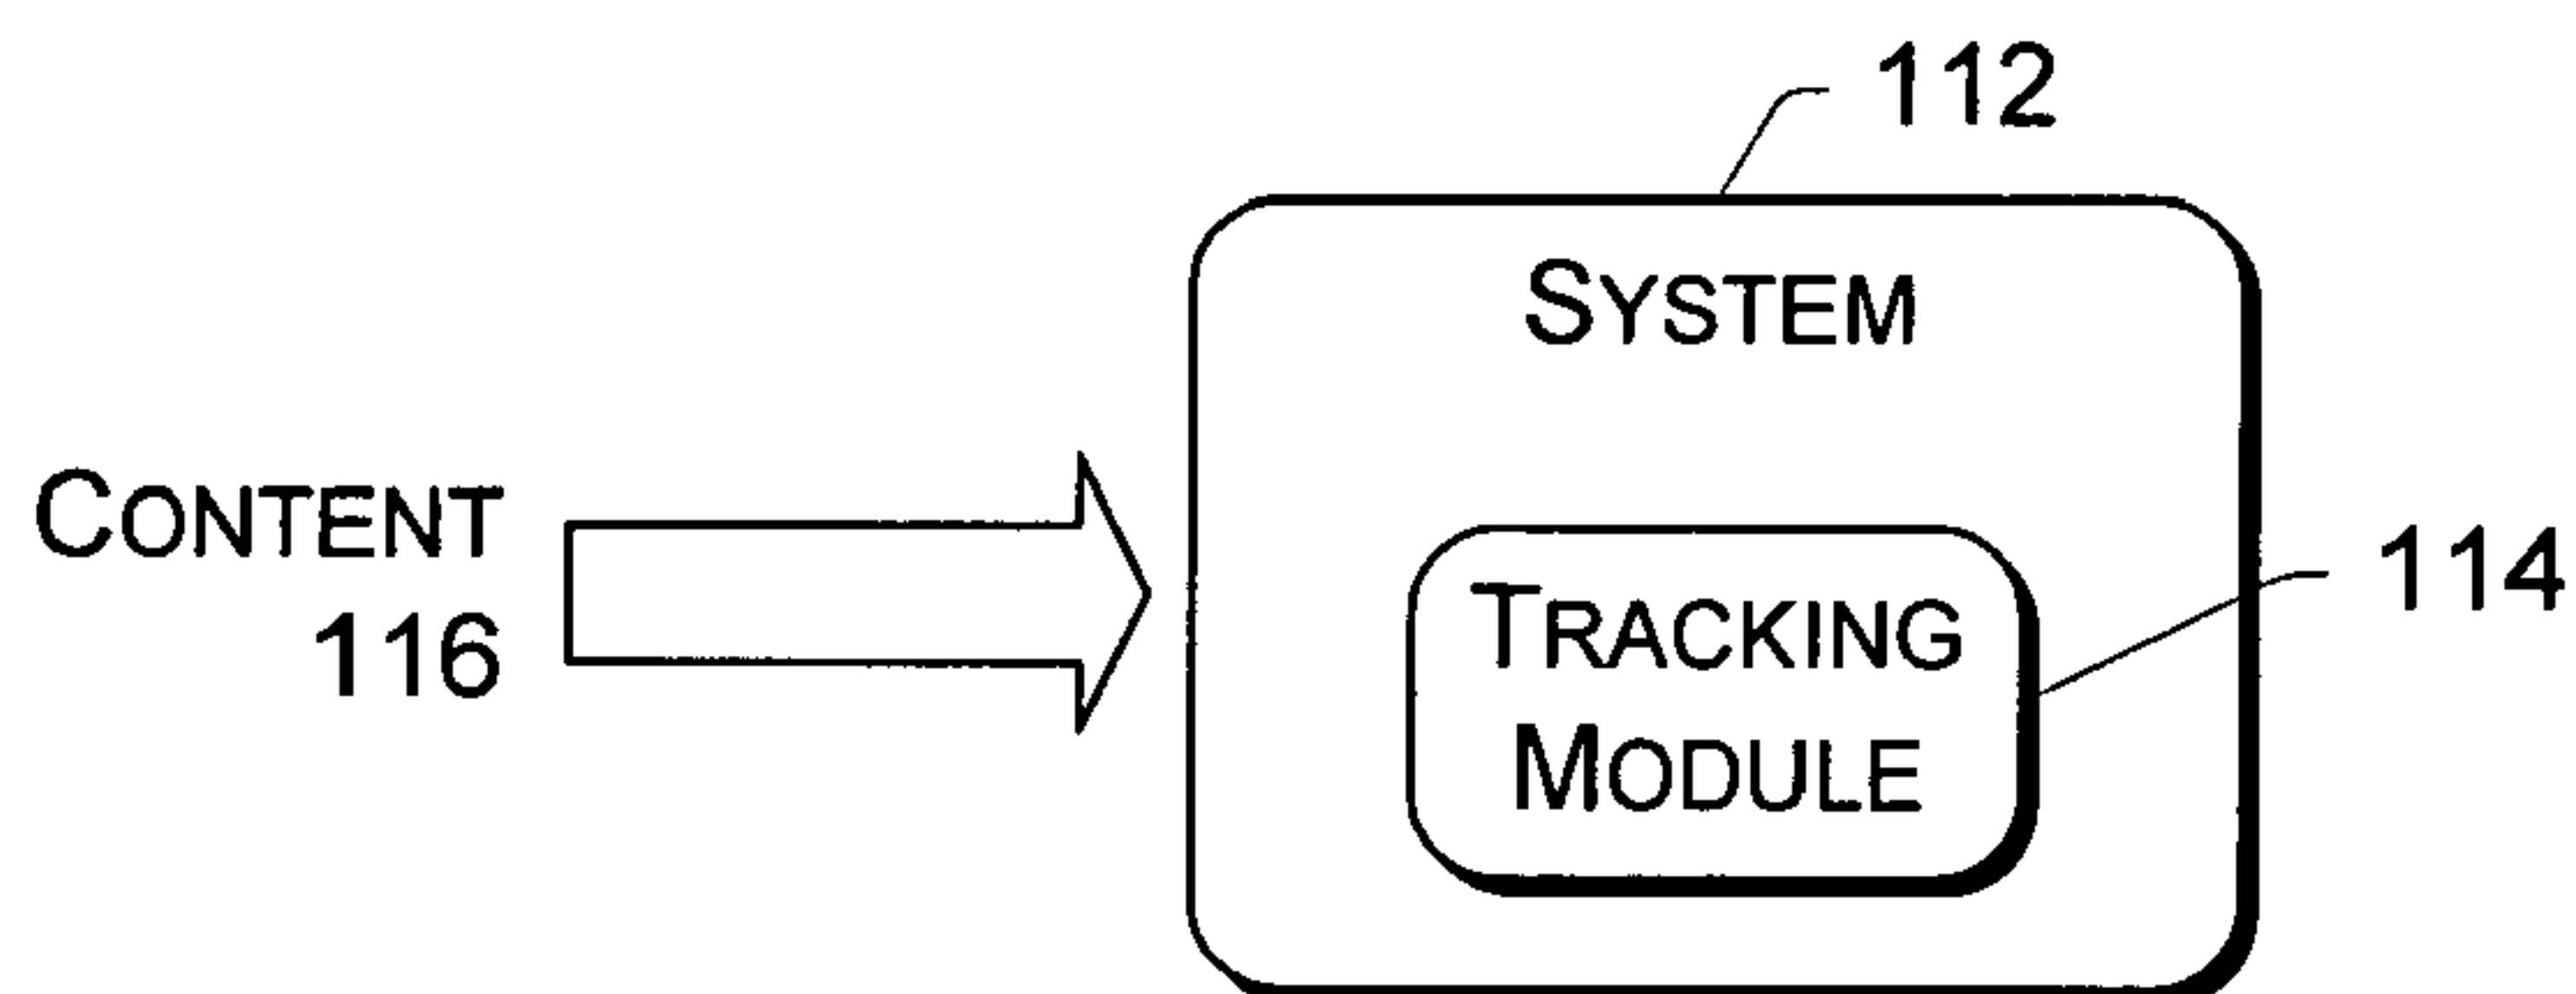 112
SYSTEM
CONTENT
116
TRACKING
MODULE
114